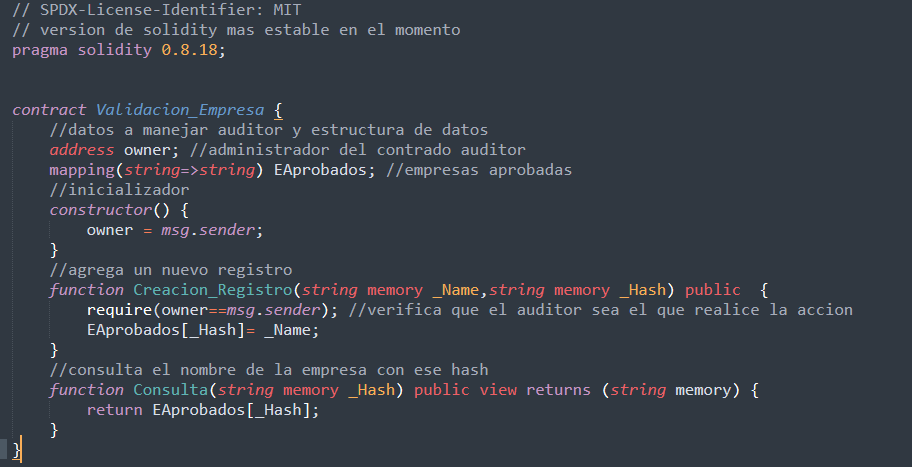 // SPDX-License-Identifier: MIT
// version de solidity mas estable en el momento
pragma solidity 0.8.18;
contract Validacion_Empresa {
//datos a manejar auditor y estructura de datos
address owner; //administrador del contrado auditor
mapping(string=>string) EAprobados; //empresas aprobadas
//inicializador
constructor() {
owner = msg.sender;
}
//agrega un nuevo registro
function Creacion_Registro(string memory _Name,string memory _Hash) public  {
require(owner==msg.sender); //verifica que el auditor sea el que realice la accion
EAprobados[_Hash]= _Name;
}
//consulta el nombre de la empresa con ese hash
function Consulta(string memory _Hash) public view returns (string memory) {
return EAprobados[_Hash];
}
}